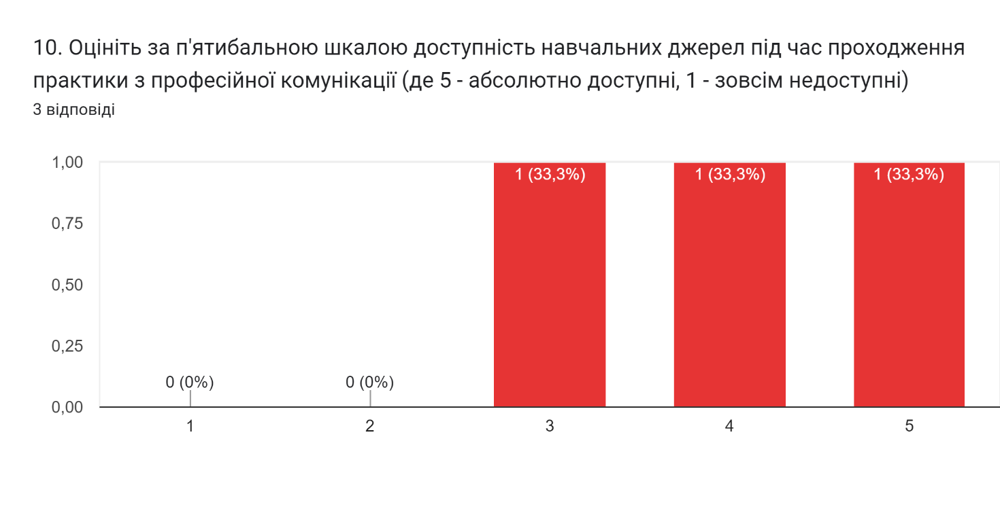 10. Оцініть за п'ятибальною шкалою доступність навчальних джерел під час проходження
практики з професійної комунікації (де 5 - абсолютно доступні, 1 - зовсім недоступні)
3 відповіді
1,00
1 (33,3%) 1 (33,3%) 1 (33,3%)
0,75
0,50
0,25
0 (0%) 0 (0%)
0,00
1 2 3 4 5